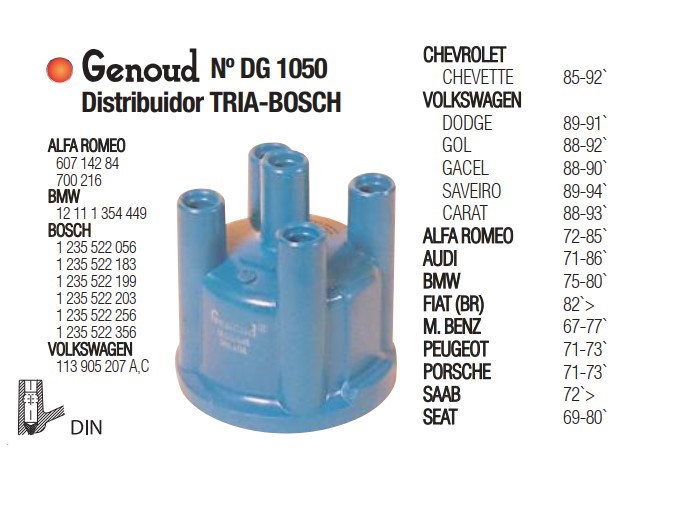 Genoud Nº DG 1050
Distribuidor TRIA-BOSCH
ALFA ROMEO
607 142 84
700 216
BMW
12 11 1 354 449
BOSCH
1 235 522 056
1 235 522 183
1 235 522 199
1 235 522 203
1 235 522 256
1 235 522 356
VOLKSWAGEN
113 905 207 A,C
DIN
Genoud
CHEVROLET
CHEVETTE 85-92`
VOLKSWAGEN
DODGE 89-91`
GOL 88-92`
GACEL 88-90`
SAVEIRO 89-94`
CARAT 88-93`
ALFA ROMEO 72-85`
AUDI 71-86`
BMW 75-80`
FIAT (BR) 82`>
M. BENZ 67-77`
PEUGEOT 71-73`
PORSCHE 71-73`
SAAB 72`>
SEAT 69-80`